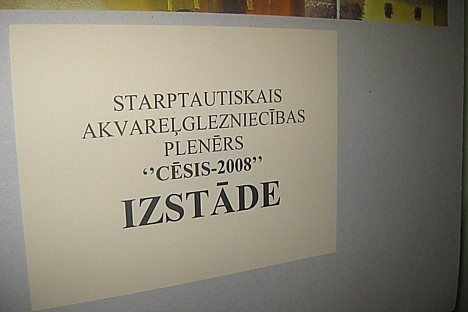 STARPTAUTISKAIS
AKVAREĻGLEZNIECĪBAS
PLENĒRS
‘’CĒSIS-2008’’
IZSTĀDE